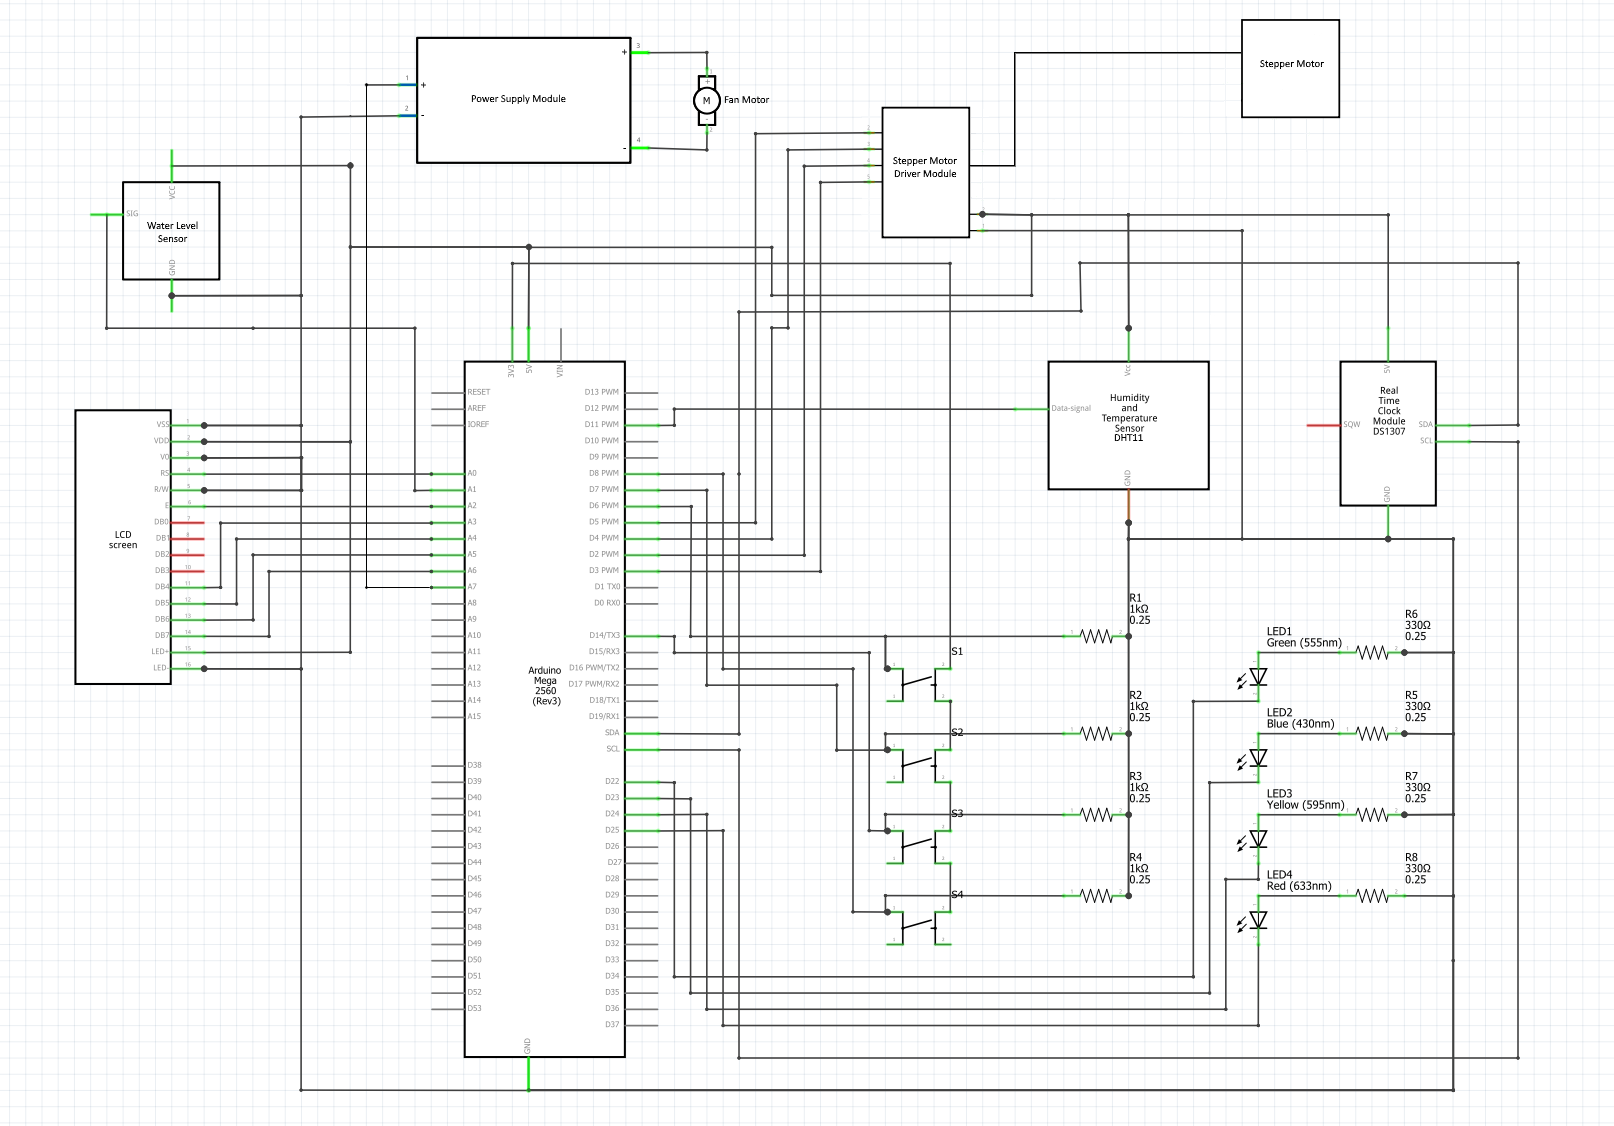 Stepper Motor
3
+
1
+
Power Supply Module
2
-
4
-
+
M
Fan Motor
Stepper Motor
Driver Module
VCC
SIG
Water Level
Sensor
GND
3V3
5V
VIN
RESET
AREF
IOREF
A0
A1
A2
A3
A4
A5
A6
A7
A8
A9
A10
A11
A12
A13
A14
A15
D38
D39
D40
D41
D42
D43
D44
D45
D46
D47
D48
D49
D50
D51
D52
D53
Arduino
Mega
2560
(Rev3)
D13 PWM
D12 PWM
D11 PWM
D10 PWM
D9 PWM
D8 PWM
D7 PWM
D6 PWM
D5 PWM
D4 PWM
D2 PWM
D3 PWM
D1 TX0
D0 RX0
D14/TX3
D15/RX3
D16 PWM/TX2
D17 PWM/RX2
D18/TX1
D19/RX1
SDA
SCL
D22
D23
D24
D25
D26
D27
D28
D29
D30
D31
D32
D33
D34
D35
D36
D37
GND
LCD
screen
VSS 1
VDD 2
V0 3
RS 4
R/W 5
E 6
DB0 7
DB1 8
DB2 9
DB3 10
DB4 11
DB5 12
DB6 13
DB7 14
LED+ 15
LED- 16
Vcc
Data-signal
Humidity
and
Temperature
Sensor
DHT11
GND
5V
Real
Time
Clock
Module
DS1307
SQW
SDA
SCL
GND
R1
1kΩ
0.25
S1
R2
1kΩ
0.25
S2
R3
1kΩ
0.25
S3
R4
1kΩ
0.25
S4
LED1
Green (555nm)
R6
330Ω
0.25
LED2
Blue (430nm)
R5
330Ω
0.25
LED3
Yellow (595nm)
R7
330Ω
0.25
LED4
Red (633nm)
R8
330Ω
0.25